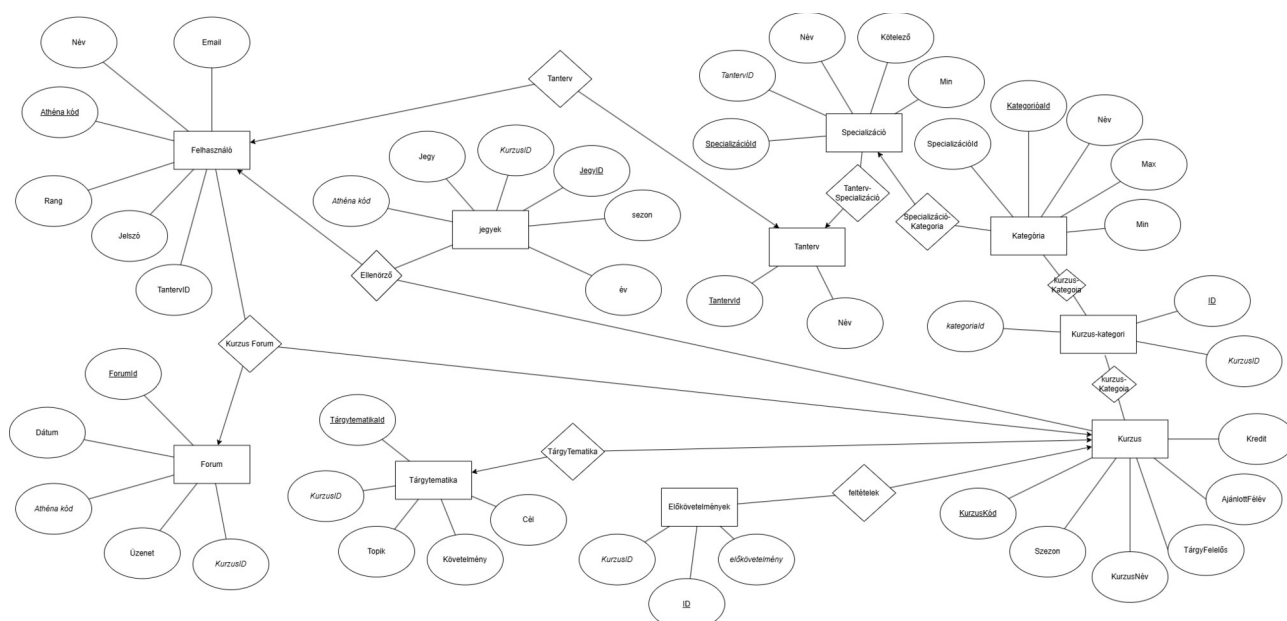 Név
Email
Athéna kód
Felhasználó
Rang
Jelszó
TantervID
Tanterv
Jegy
KurzusID
JegyID
Athéna kód
sezon
jegyek
év
Ellenörző
Név
Kötelező
TantervID
Min
SpecializációId
Specializáció
Tanterv-
Specializáció
Specializáció-
Kategoria
Tanterv
TantervId
Név
KategoriòaId
SpecializációId
Név
Max
Kategória
Min
kurzus-
Kategoia
ID
kategoriaId
Kurzus-kategori
KurzusID
kurzus-
Kategoia
Kurzus Forum
ForumId
Dátum
Forum
Athéna kód
Üzenet
KurzusID
TárgytematikaId
TárgyTematika
KurzusID
Tárgytematika
Cél
Topik
Követelmény
Előkövetelmények
feltételek
KurzusID
előkövetelmény
ID
Kurzus
Kredit
KurzusKód
AjánlottFélév
Szezon
TárgyFelelős
KurzusNév